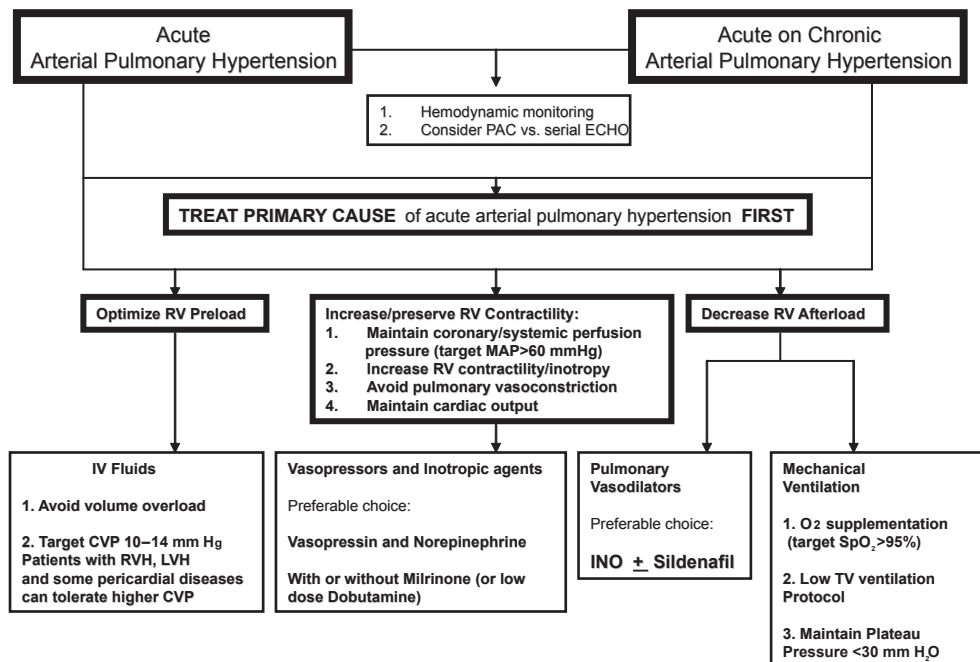 Acute
Arterial Pulmonary Hypertension
Acute on Chronic
Arterial Pulmonary Hypertension
1. Hemodynamic monitoring
2. Consider PAC vs. serial ECHO
TREAT PRIMARY CAUSE of acute arterial pulmonary hypertension FIRST
Optimize RV Preload
Increase/preserve RV Contractility:
1. Maintain coronary/systemic perfusion
pressure (target MAP>60 mmHg)
2. Increase RV contractility/inotropy
3. Avoid pulmonary vasoconstriction
4. Maintain cardiac output
Decrease RV Afterload
IV Fluids
1. Avoid volume overload
2. Target CVP 10–14 mm Hg
Patients with RVH, LVH
and some pericardial diseases
can tolerate higher CVP
Vasopressors and Inotropic agents
Preferable choice:
Vasopressin and Norepinephrine
With or without Milrinone (or low
dose Dobutamine)
Pulmonary
Vasodilators
Preferable choice:
INO ± Sildenafil
Mechanical
Ventilation
1. O2 supplementation
(target SpO2>95%)
2. Low TV ventilation
Protocol
3. Maintain Plateau
Pressure <30 mm H2O